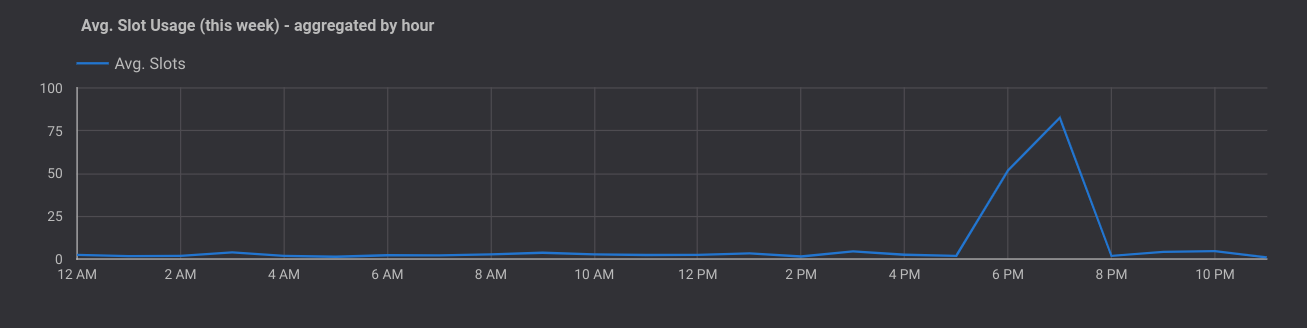 Avg. Slot Usage (this week) - aggregated by hour
Avg. Slots
100
75
50
25
0
12 AM 2 AM 4 AM 6 AM 8 AM 10 AM 12 PM 2 PM 4 PM 6 PM 8 PM 10 PM